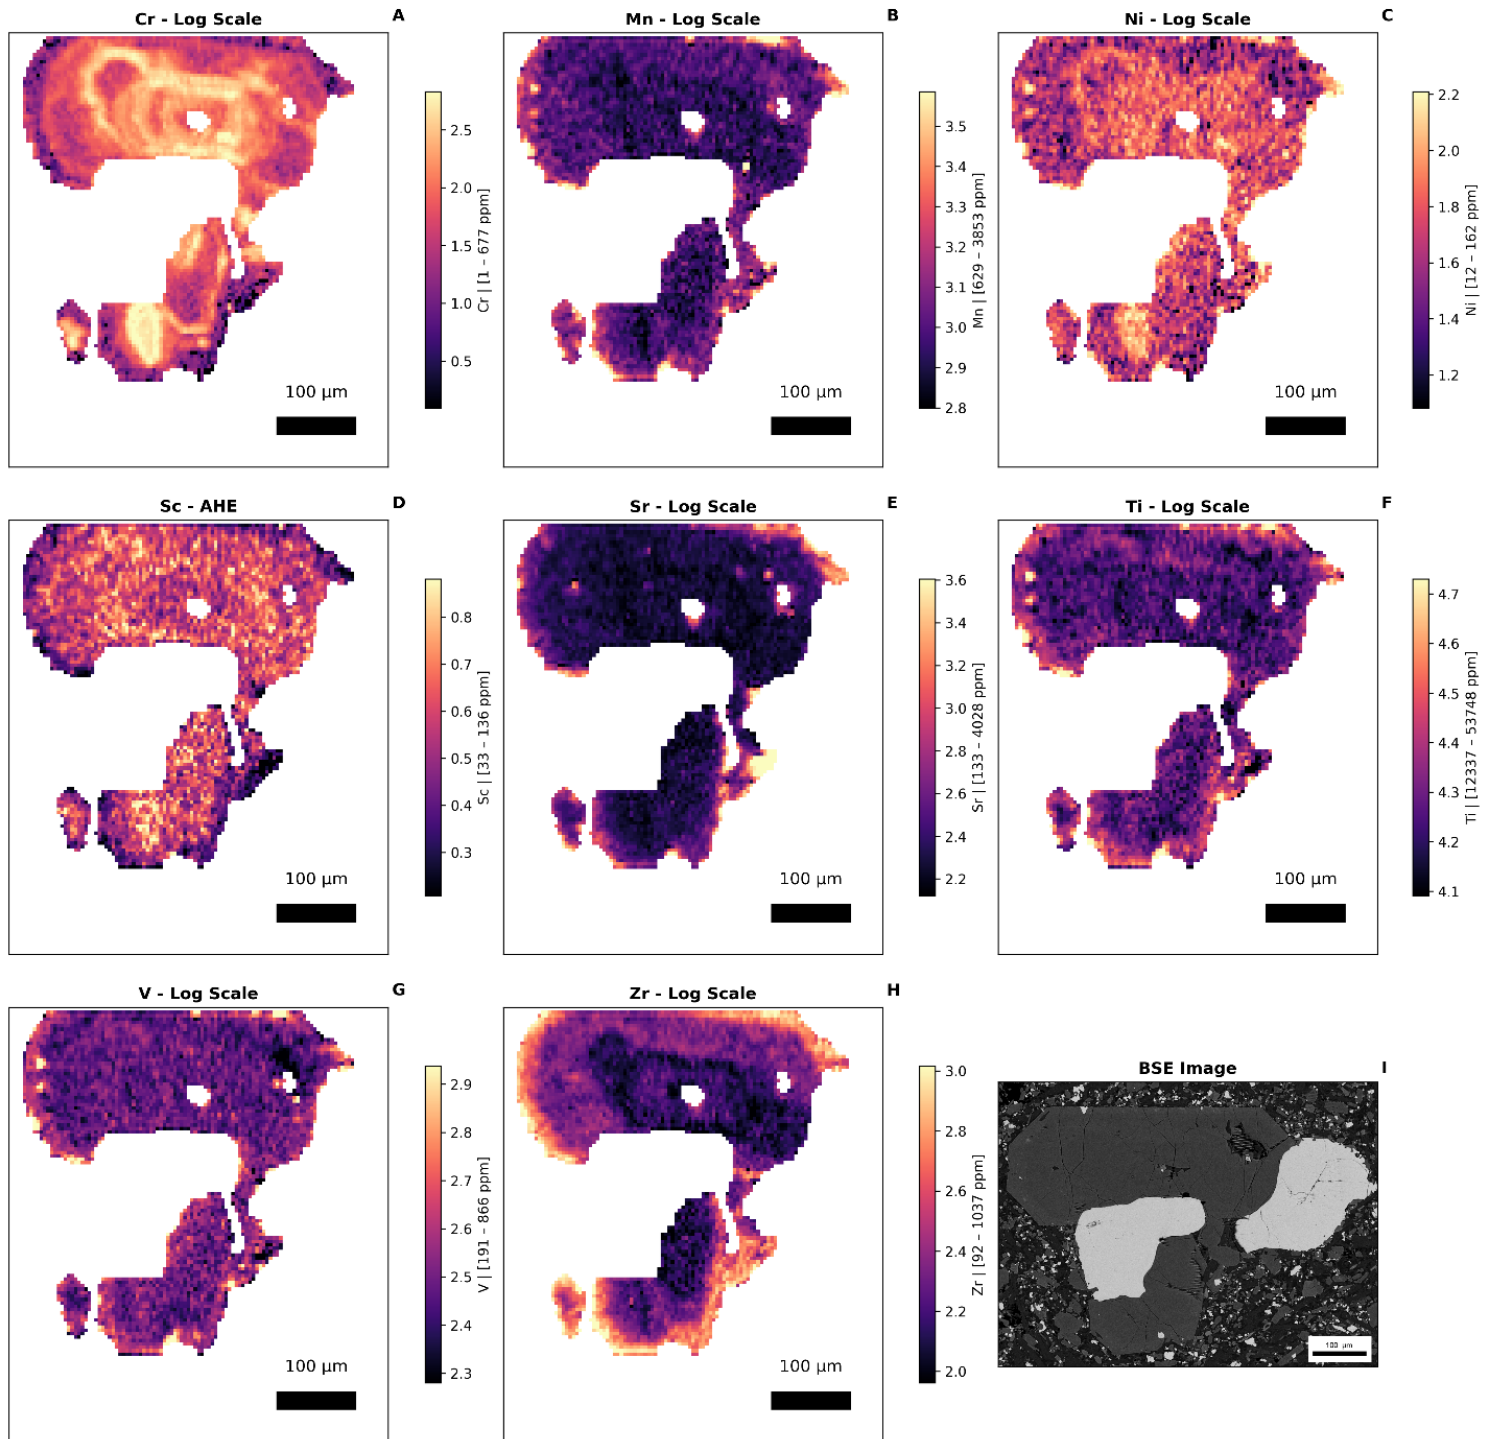 Cr - Log Scale
A
2.5
2.0
1.5
1.0
0.5
Cr | [1 – 677 ppm]
100 µm
Mn - Log Scale
B
3.5
3.4
3.3
3.2
3.1
3.0
2.9
2.8
Mn | [629 – 3853 ppm]
100 µm
Ni - Log Scale
C
2.2
2.0
1.8
1.6
1.4
1.2
Ni | [12 – 162 ppm]
100 µm
Sc - AHE
D
0.8
0.7
0.6
0.5
0.4
0.3
Sc | [33 – 136 ppm]
100 µm
Sr - Log Scale
E
3.6
3.4
3.2
3.0
2.8
2.6
2.4
2.2
Sr | [133 – 4028 ppm]
100 µm
Ti - Log Scale
F
4.7
4.6
4.5
4.4
4.3
4.2
4.1
Ti | [12337 – 53748 ppm]
100 µm
V - Log Scale
G
2.9
2.8
2.7
2.6
2.5
2.4
2.3
V | [191 – 866 ppm]
100 µm
Zr - Log Scale
H
3.0
2.8
2.6
2.4
2.2
2.0
Zr | [92 – 1037 ppm]
100 µm
BSE Image
I
100 µm